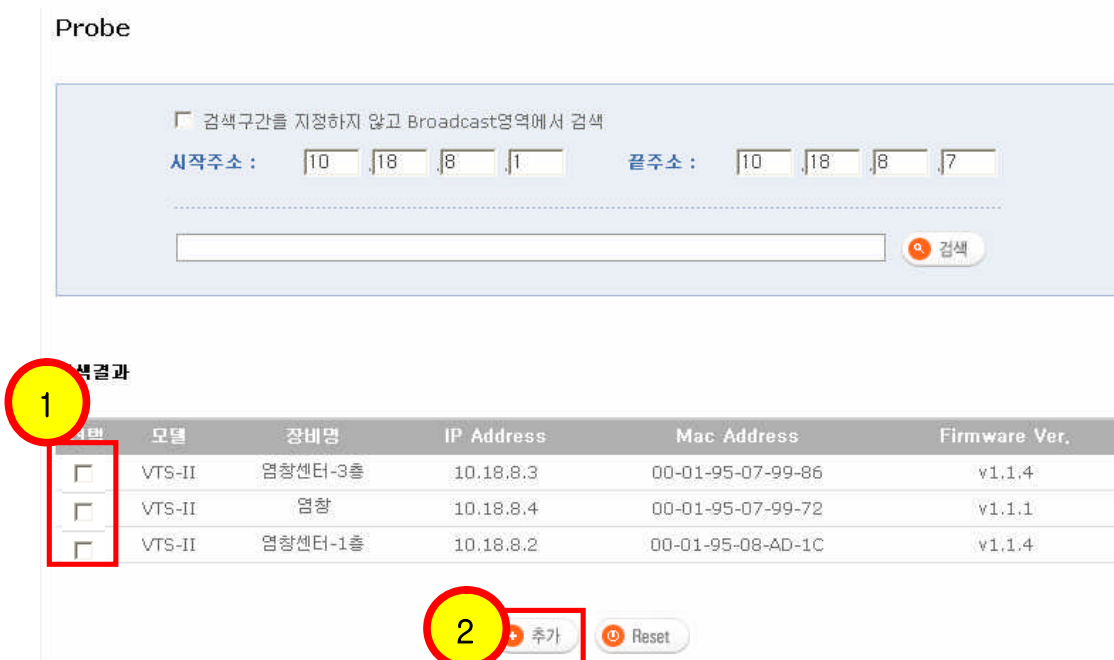 Probe
검색구간을 지정하지 않고 Broadcast영역에서 검색
시작주소 : 10 .18 .8 .1 끝주소 : 10 .18 .8 .7
검색
색결과
1
모델 장비명 IP Address Mac Address Firmware Ver.
VTS-II 염창센터-3층 10.18.8.3 00-01-95-07-99-86 v1.1.4
VTS-II 염창 10.18.8.4 00-01-95-07-99-72 v1.1.1
VTS-II 염창센터-1층 10.18.8.2 00-01-95-08-AD-1C v1.1.4
2 추가 Reset